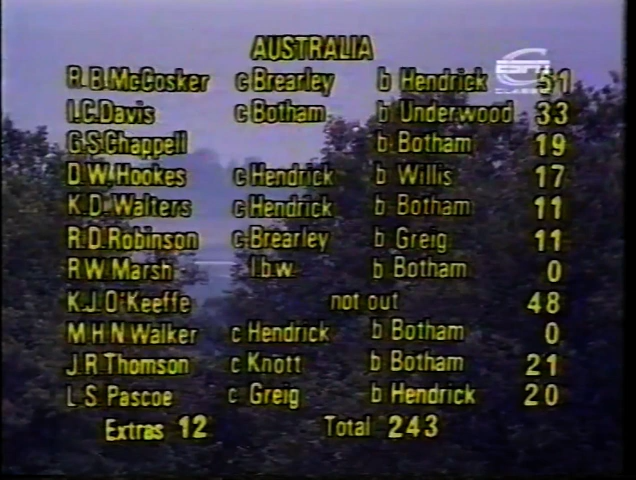 AUSTRALIA
R.B.McCosker c Brearley b Hendrick 51
I.C.Davis c Botham b Underwood 33
G.S.Chappell b Botham 19
D.W.Hookes c Hendrick b Willis 17
K.D.Walters c Hendrick b Botham 11
R.D.Robinson c Brearley b Greig 11
R.W.Marsh l.b.w. b Botham 0
K.J.O'Keeffe not out 48
M.H.N.Walker c Hendrick b Botham 0
J.R.Thomson c Knott b Botham 21
L.S.Pascoe c Greig b Hendrick 20
Extras 12 Total 243
ESPN
CLASSIC